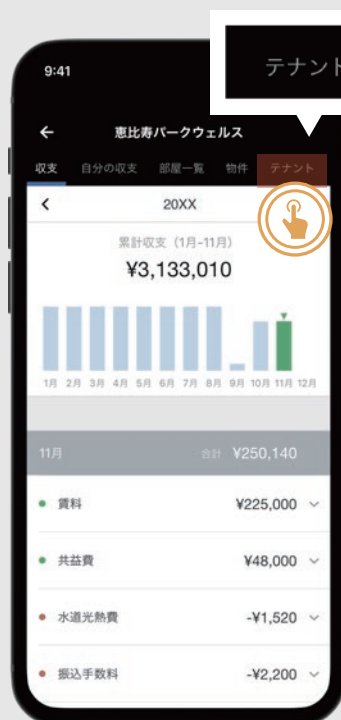 テナント
9:41
恵比寿パークウェルス
収支 自分の収支 部屋一覧 物件 テナント
20XX
累計収支（1月-11月）
¥3,133,010
1月 2月 3月 4月 5月 6月 7月 8月 9月 10月 11月 12月
11月 合計 ¥250,140
賃料 ¥225,000
共益費 ¥48,000
水道光熱費 -¥1,520
振込手数料 -¥2,200